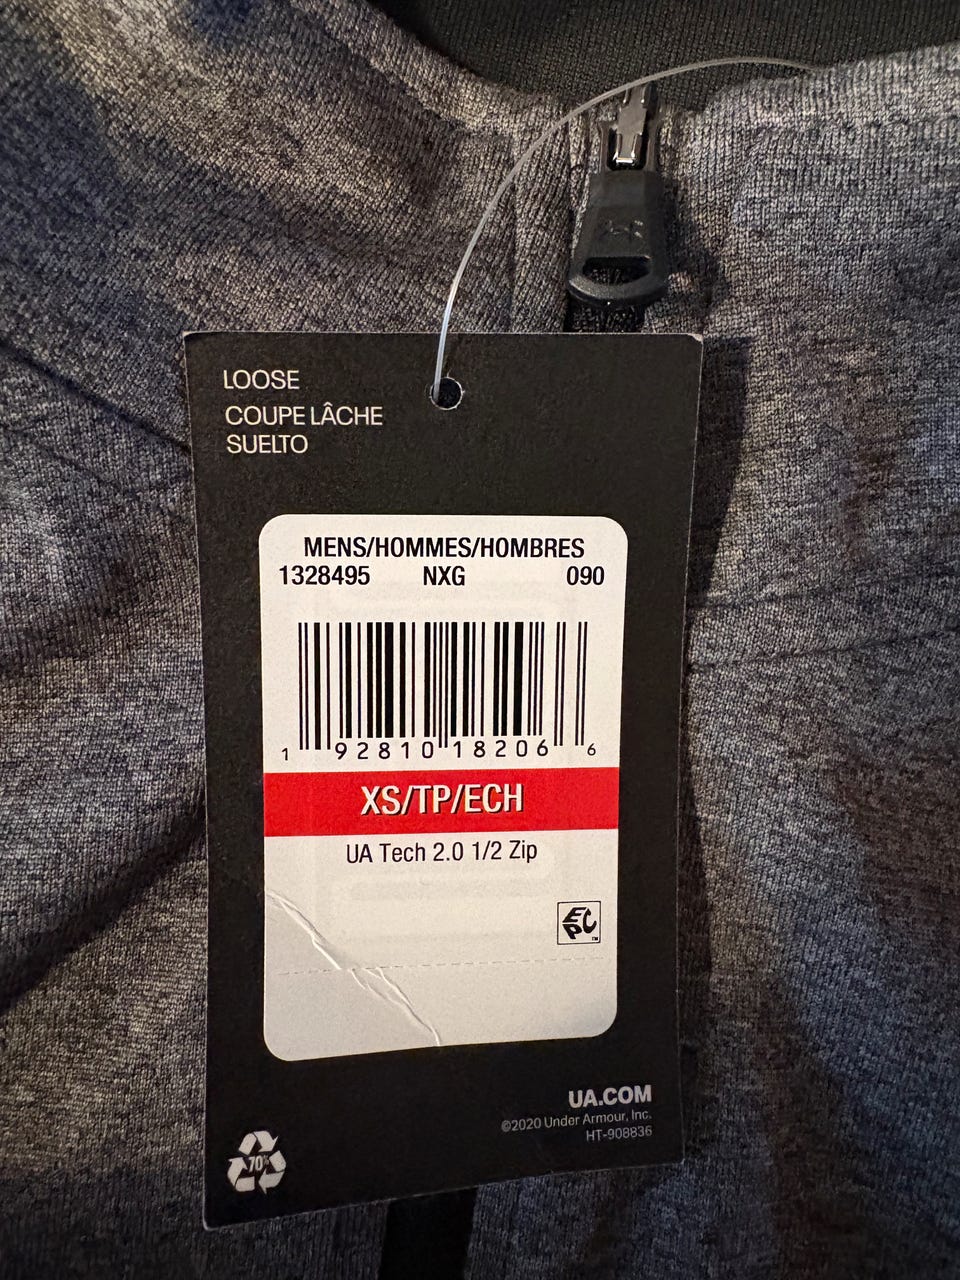 LOOSE
COUPE LÂCHE
SUELTO
MENS/HOMMES/HOMBRES
1328495 NXG 090
1 92810 18206 6
XS/TP/ECH
UA Tech 2.0 1/2 Zip
EPC™
UA.COM
©2020 Under Armour, Inc.
HT-908836
70%